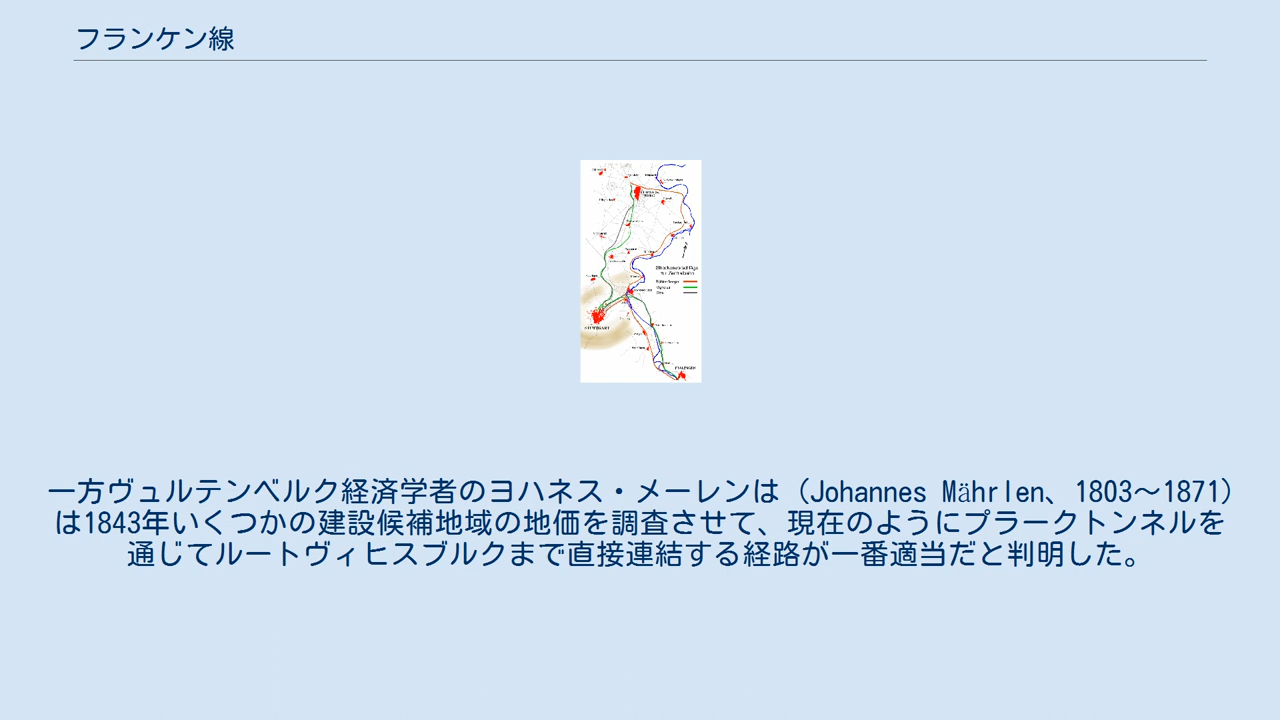 フランケン線
STUTTGART
ESSLINGEN
一方ヴュルテンベルク経済学者のヨハネス・メーレンは（Johannes Mährlen、1803〜1871）
は1843年いくつかの建設候補地域の地価を調査させて、現在のようにプラークトンネルを
通じてルートヴィヒスブルクまで直接連結する経路が一番適当だと判明した。